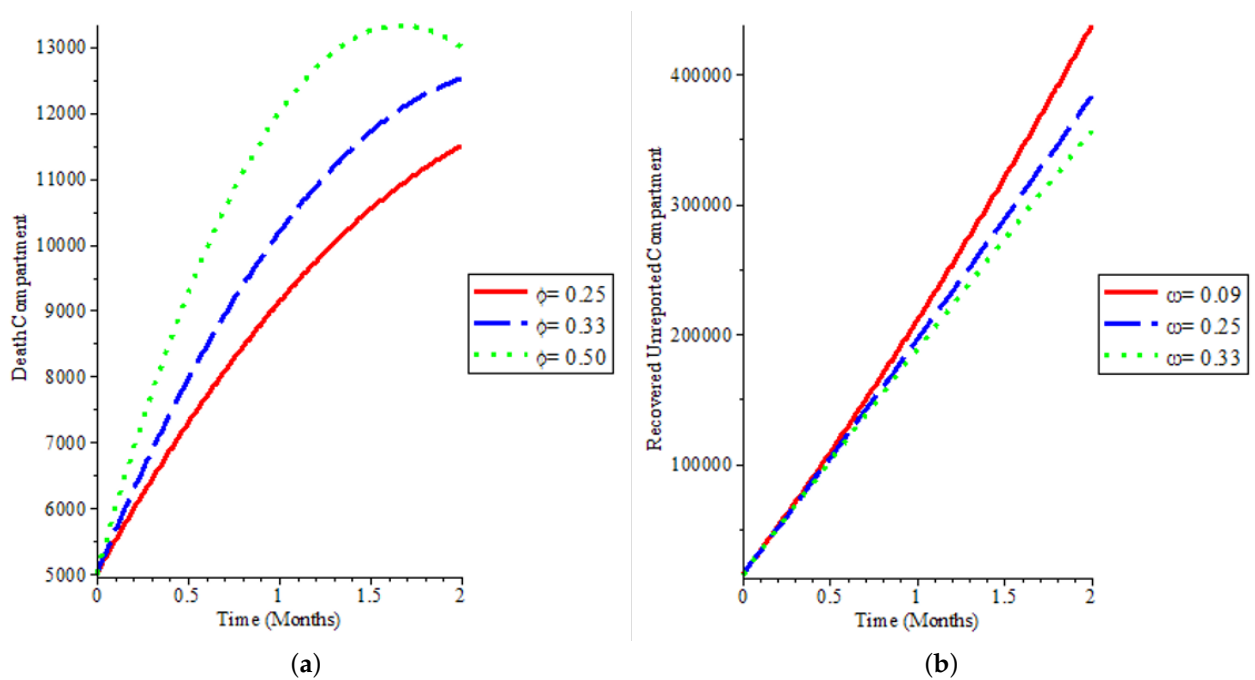 13000
12000
11000
10000
9000
8000
7000
6000
5000
Death Compartment
0
0.5
1
1.5
2
Time (Months)
ϕ= 0.25
ϕ= 0.33
ϕ= 0.50
(a)
400000
300000
200000
100000
Recovered Unreported Compartment
0
0.5
1
1.5
2
Time (Months)
ω= 0.09
ω= 0.25
ω= 0.33
(b)